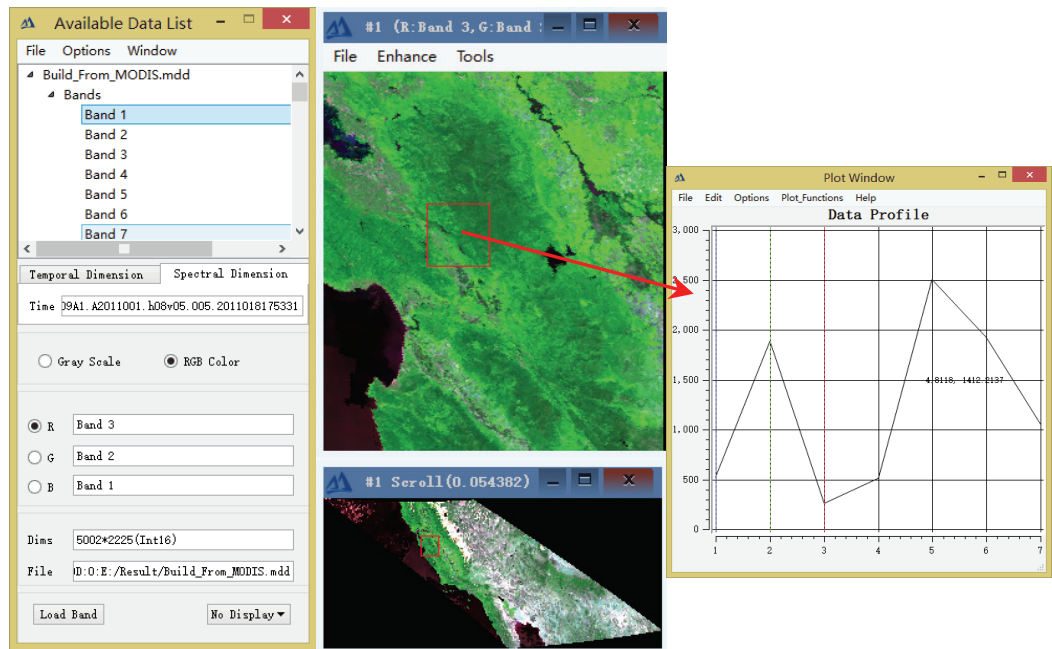 Available Data List
File Options Window
Build_From_MODIS.mdd
Bands
Band 1
Band 2
Band 3
Band 4
Band 5
Band 6
Band 7
Temporal Dimension Spectral Dimension
Time 09A1.A2011001.h08v05.005.2011018175331
Gray Scale RGB Color
R Band 3
G Band 2
B Band 1
Dims 5002*2225(Int16)
File D:0:E:/Result/Build_From_MODIS.mdd
Load Band No Display
#1 (R:Band 3,G:Band
File Enhance Tools
#1 Scroll(0.054382)
Plot Window
File Edit Options Plot_Functions Help
Data Profile
3,000
2,500
2,000
1,500
1,000
500
0
4.8118, 1412.2137
1 2 3 4 5 6 7